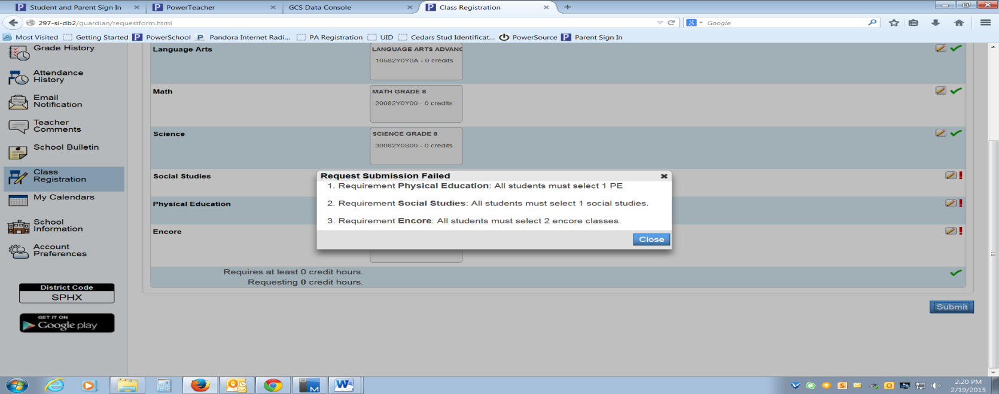 Student and Parent Sign In
PowerTeacher
GCS Data Console
Class Registration
297-si-db2/guardian/requestform.html
Google
Most Visited
Getting Started
PowerSchool
Pandora Internet Radi...
PA Registration
UID
Cedars Stud Identificat...
PowerSource
Parent Sign In
Grade History
Attendance
History
Email
Notification
Teacher
Comments
School Bulletin
Class
Registration
My Calendars
School
Information
Account
Preferences
District Code
SPHX
GET IT ON
Google play
Language Arts
LANGUAGE ARTS ADVANC
10582Y0Y0A - 0 credits
Math
MATH GRADE 8
20082Y0Y00 - 0 credits
Science
SCIENCE GRADE 8
30082Y0S00 - 0 credits
Social Studies
Physical Education
Encore
Request Submission Failed
1. Requirement Physical Education: All students must select 1 PE
2. Requirement Social Studies: All students must select 1 social studies.
3. Requirement Encore: All students must select 2 encore classes.
Close
Requires at least 0 credit hours.
Requesting 0 credit hours.
Submit
2:20 PM
2/19/2015